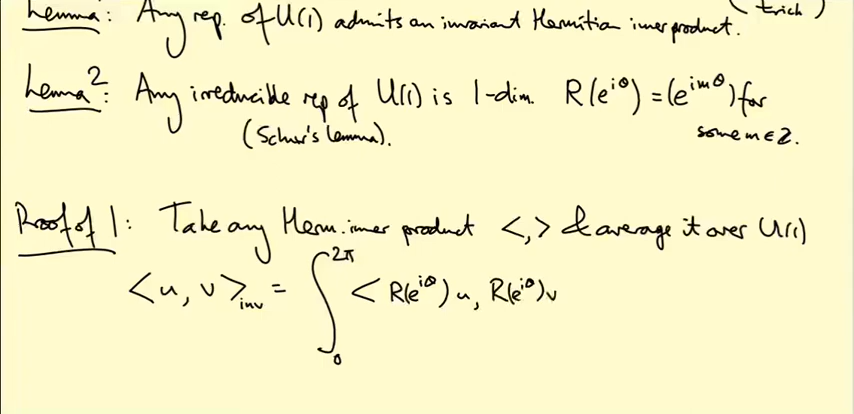 ( trick )
Lemma: Any rep. of U(1) admits an invariant Hermitian inner product.
Lemma 2: Any irreducible rep of U(1) is 1-dim. R(e^{iθ}) = (e^{imθ}) for
(Schur's lemma). some m ∈ Z.
Proof of 1: Take any Herm. inner product <,> & average it over U(1)
<u, v>_{inv} = ∫_0^{2π} < R(e^{iθ}) u, R(e^{iθ}) v